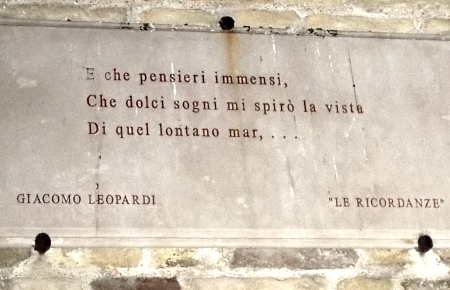 E che pensieri immensi,
Che dolci sogni mi spirò la vista
Di quel lontano mar, . . .
GIACOMO LEOPARDI "LE RICORDANZE"